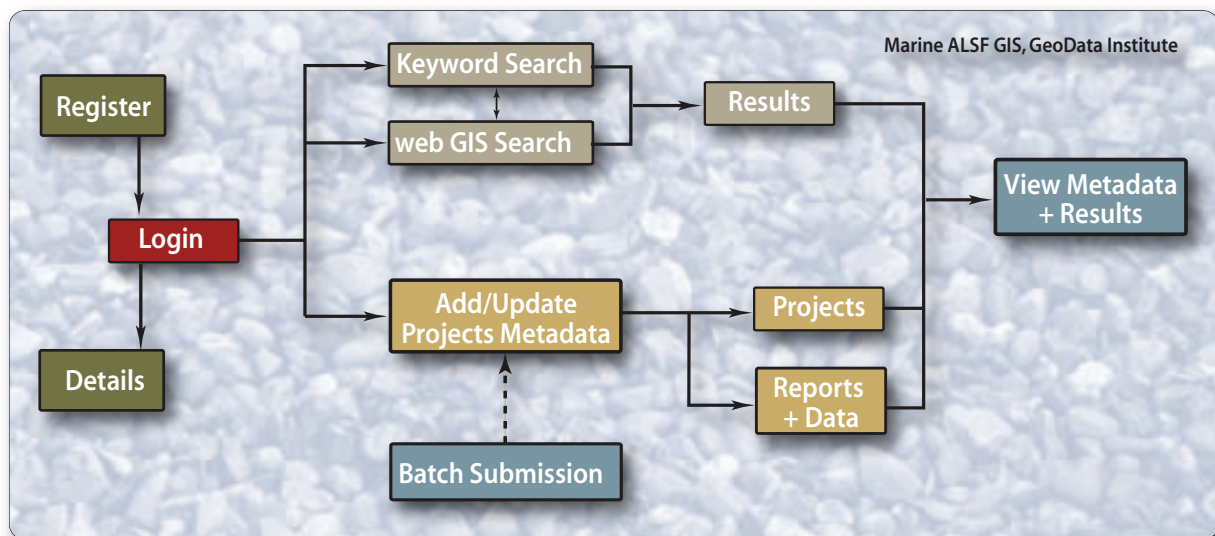 Marine ALSF GIS, GeoData Institute
Register
Login
Details
Keyword Search
web GIS Search
Results
Add/Update
Projects Metadata
Batch Submission
Projects
Reports
+ Data
View Metadata
+ Results